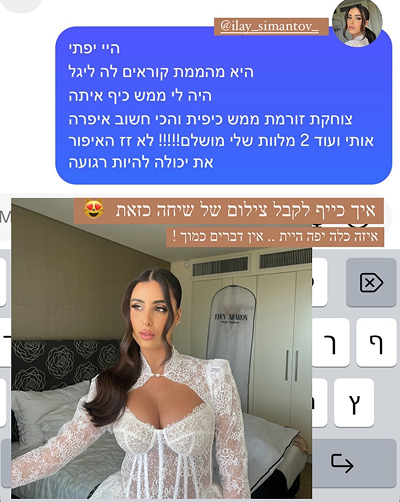 @ilay_simantov_
היי יפתי
היא מהממת קוראים לה ליגל
היה לי ממש כיף איתה
צוחקת זורמת ממש כיפית והכי חשוב איפרה
אותי ועוד 2 מלוות שלי מושלם!!!!! לא זז האיפור
את יכולה להיות רגועה
איך כייף לקבל צילום של שיחה כזאת 😍
איזה כלה יפה היית .. אין דברים כמוך !
EDEN AHARON
ף
ר
ץ